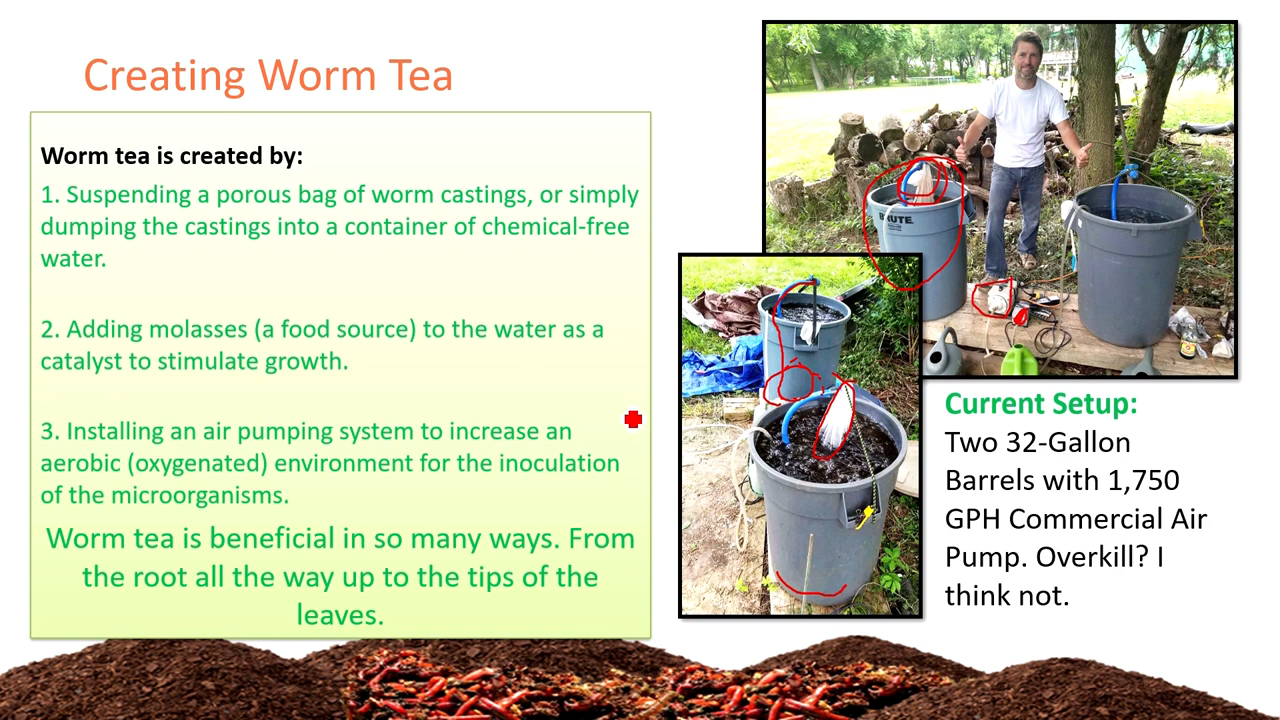 Creating Worm Tea
Worm tea is created by:
1. Suspending a porous bag of worm castings, or simply
dumping the castings into a container of chemical-free
water.
2. Adding molasses (a food source) to the water as a
catalyst to stimulate growth.
3. Installing an air pumping system to increase an
aerobic (oxygenated) environment for the inoculation
of the microorganisms.
Worm tea is beneficial in so many ways. From
the root all the way up to the tips of the
leaves.
BRUTE
Current Setup:
Two 32-Gallon
Barrels with 1,750
GPH Commercial Air
Pump. Overkill? I
think not.